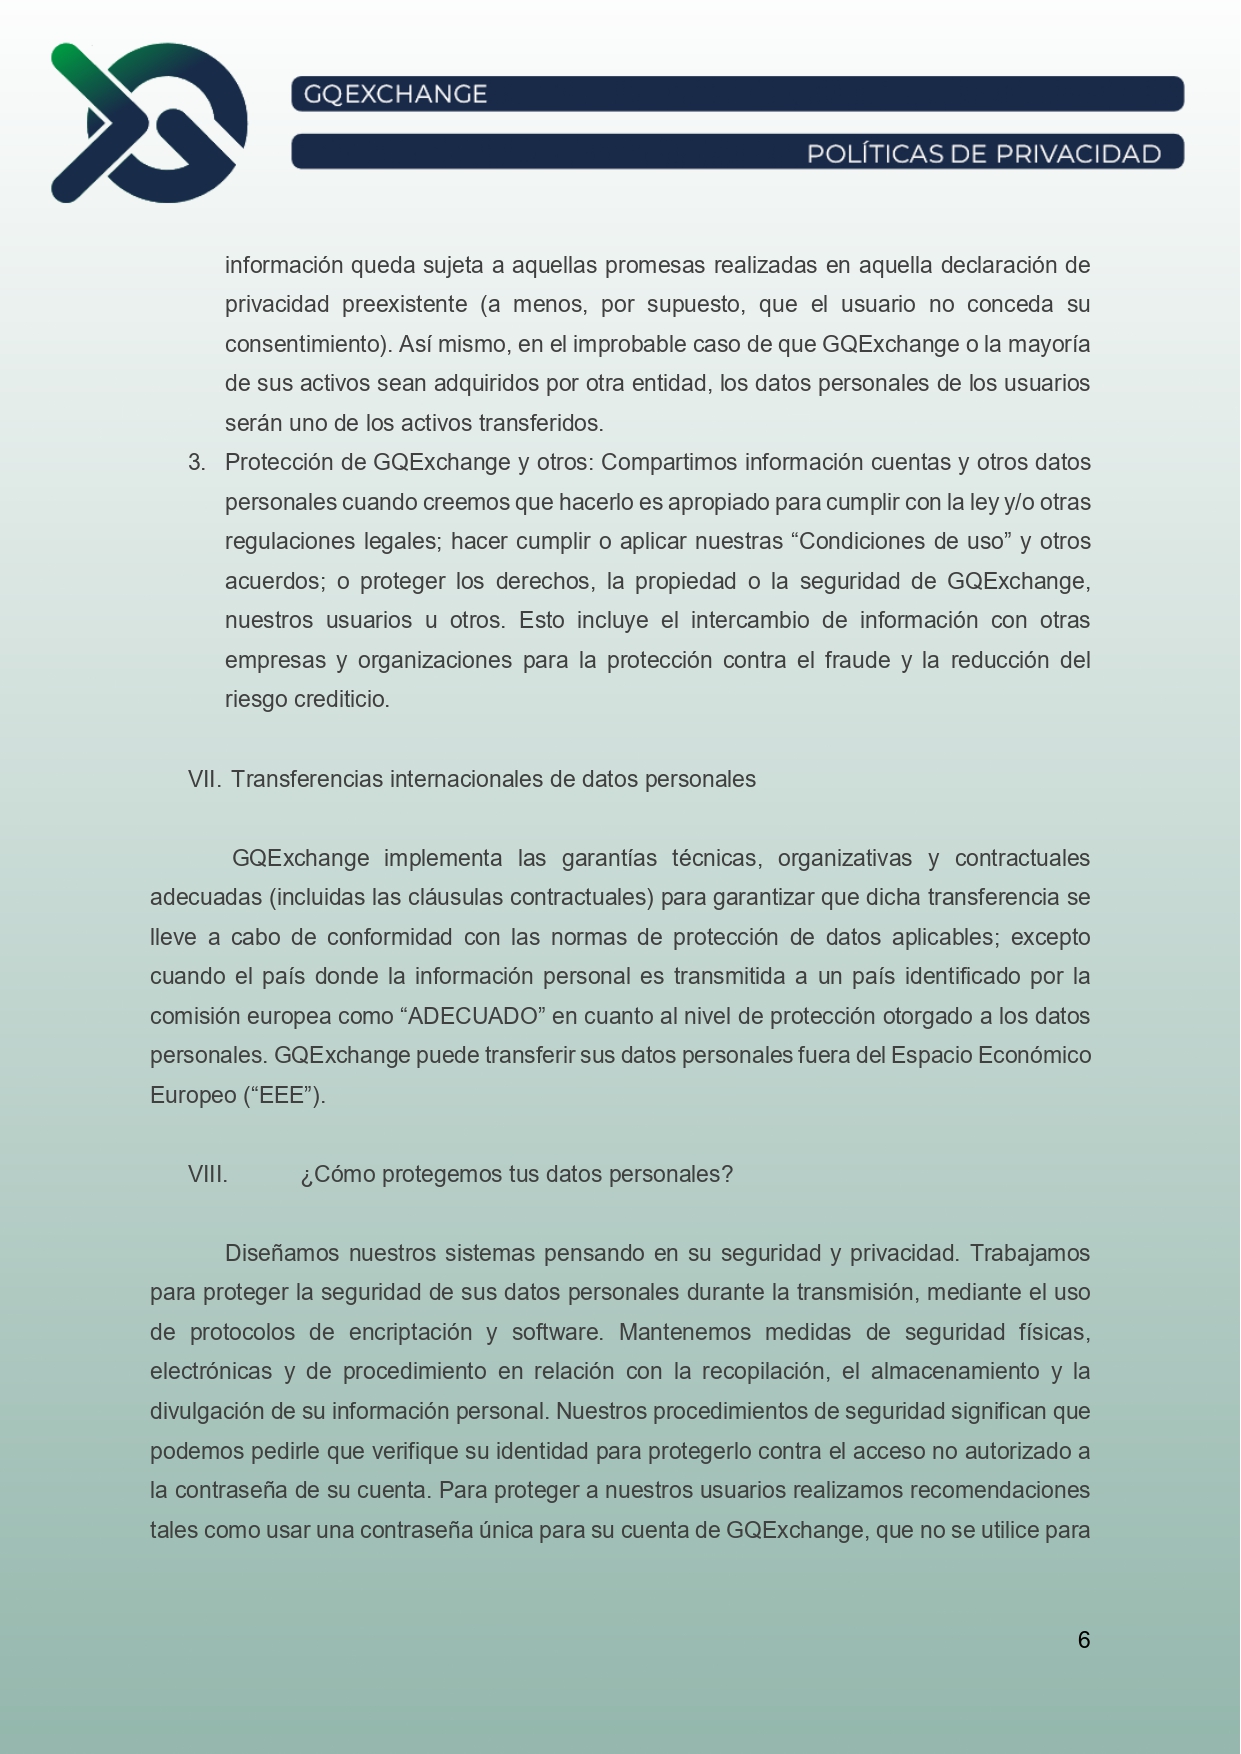 GQEXCHANGE
POLÍTICAS DE PRIVACIDAD
información queda sujeta a aquellas promesas realizadas en aquella declaración de
privacidad preexistente (a menos, por supuesto, que el usuario no conceda su
consentimiento). Así mismo, en el improbable caso de que GQExchange o la mayoría
de sus activos sean adquiridos por otra entidad, los datos personales de los usuarios
serán uno de los activos transferidos.
3. Protección de GQExchange y otros: Compartimos información cuentas y otros datos
personales cuando creemos que hacerlo es apropiado para cumplir con la ley y/o otras
regulaciones legales; hacer cumplir o aplicar nuestras “Condiciones de uso” y otros
acuerdos; o proteger los derechos, la propiedad o la seguridad de GQExchange,
nuestros usuarios u otros. Esto incluye el intercambio de información con otras
empresas y organizaciones para la protección contra el fraude y la reducción del
riesgo crediticio.
VII. Transferencias internacionales de datos personales
GQExchange implementa las garantías técnicas, organizativas y contractuales
adecuadas (incluidas las cláusulas contractuales) para garantizar que dicha transferencia se
lleve a cabo de conformidad con las normas de protección de datos aplicables; excepto
cuando el país donde la información personal es transmitida a un país identificado por la
comisión europea como “ADECUADO” en cuanto al nivel de protección otorgado a los datos
personales. GQExchange puede transferir sus datos personales fuera del Espacio Económico
Europeo (“EEE”).
VIII. ¿Cómo protegemos tus datos personales?
Diseñamos nuestros sistemas pensando en su seguridad y privacidad. Trabajamos
para proteger la seguridad de sus datos personales durante la transmisión, mediante el uso
de protocolos de encriptación y software. Mantenemos medidas de seguridad físicas,
electrónicas y de procedimiento en relación con la recopilación, el almacenamiento y la
divulgación de su información personal. Nuestros procedimientos de seguridad significan que
podemos pedirle que verifique su identidad para protegerlo contra el acceso no autorizado a
la contraseña de su cuenta. Para proteger a nuestros usuarios realizamos recomendaciones
tales como usar una contraseña única para su cuenta de GQExchange, que no se utilice para
6